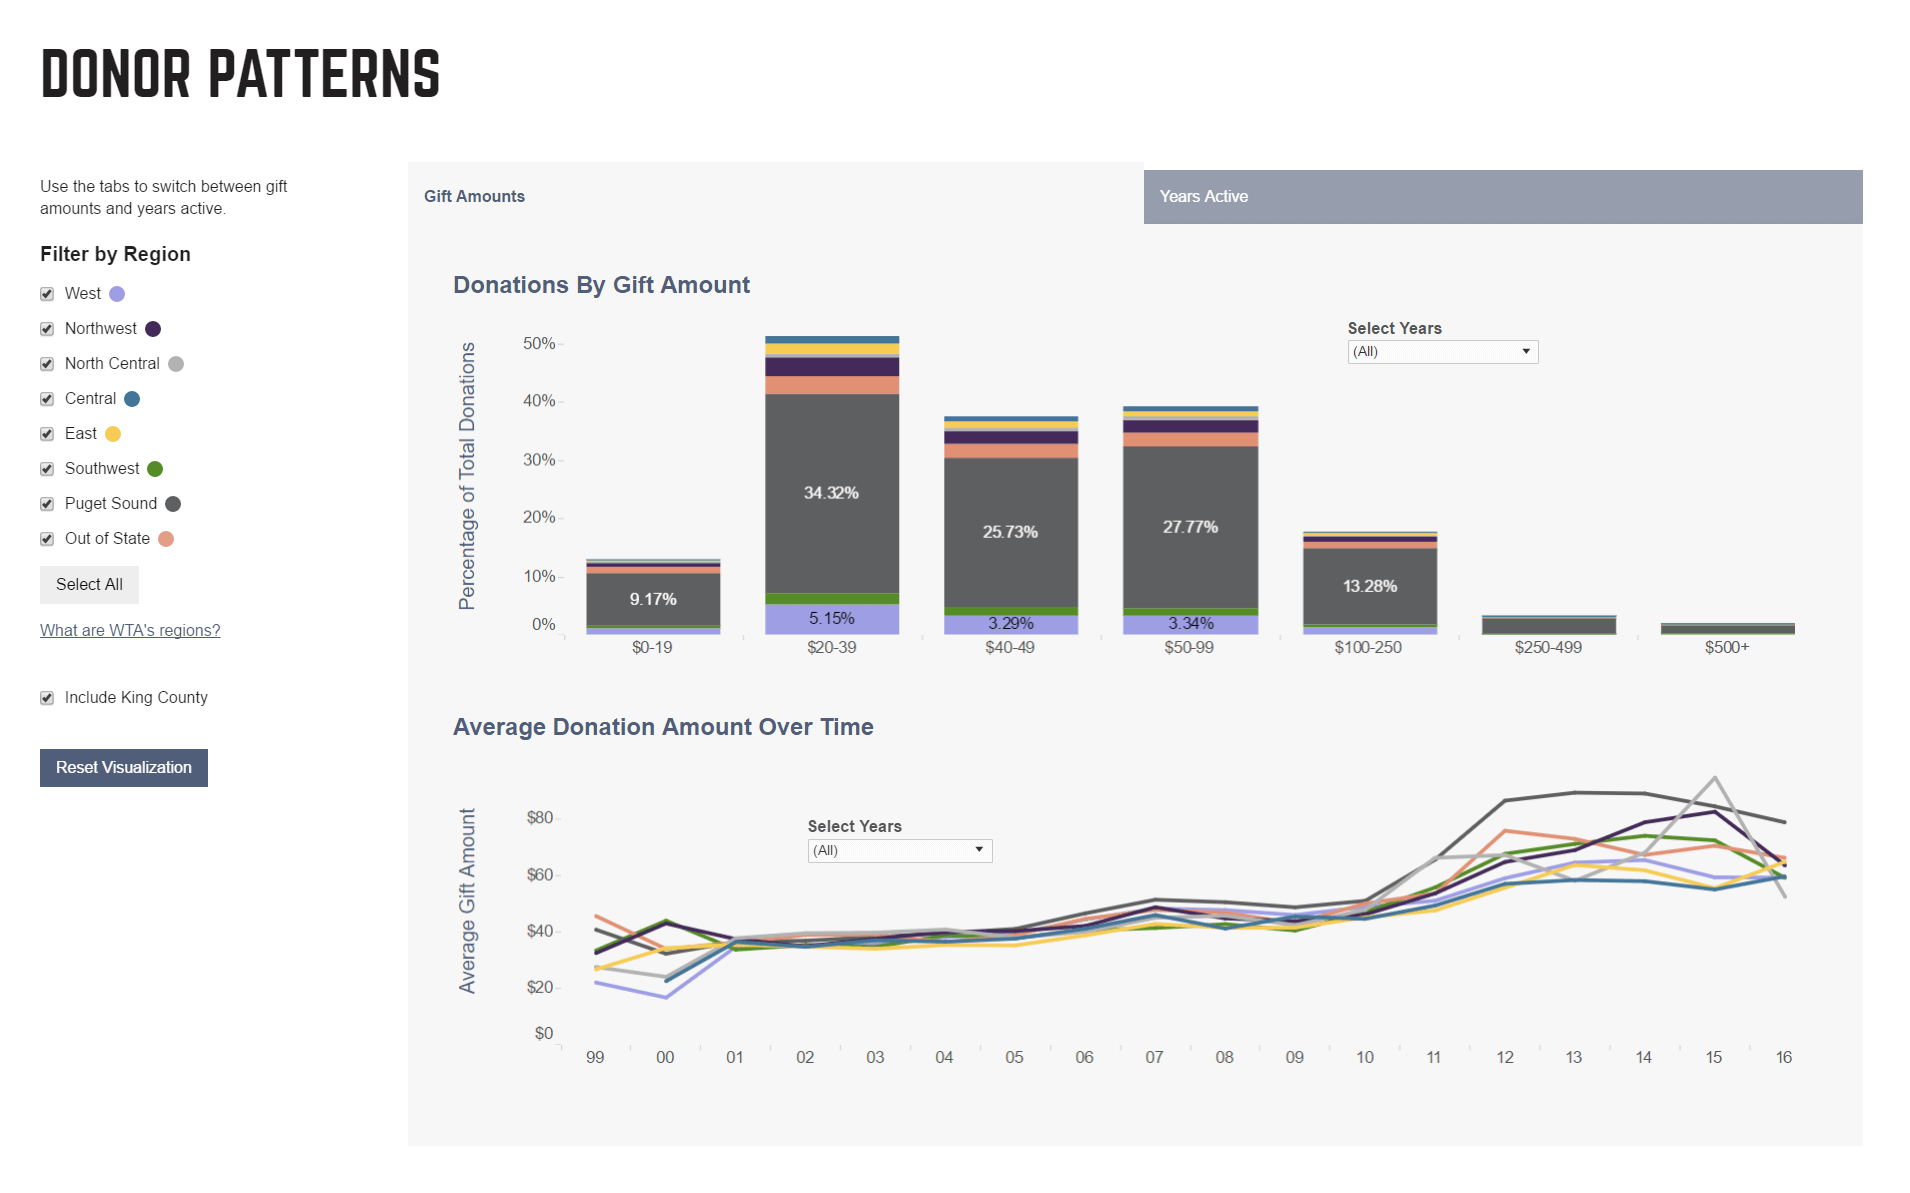 DONOR PATTERNS
Use the tabs to switch between gift
amounts and years active.
Filter by Region
West
Northwest
North Central
Central
East
Southwest
Puget Sound
Out of State
Select All
What are WTA's regions?
Include King County
Reset Visualization
Gift Amounts
Years Active
Donations By Gift Amount
Select Years
(All)
Percentage of Total Donations
50%
40%
30%
20%
10%
0%
9.17%
34.32%
5.15%
25.73%
3.29%
27.77%
3.34%
13.28%
$0-19
$20-39
$40-49
$50-99
$100-250
$250-499
$500+
Average Donation Amount Over Time
Select Years
(All)
Average Gift Amount
$80
$60
$40
$20
$0
99
00
01
02
03
04
05
06
07
08
09
10
11
12
13
14
15
16